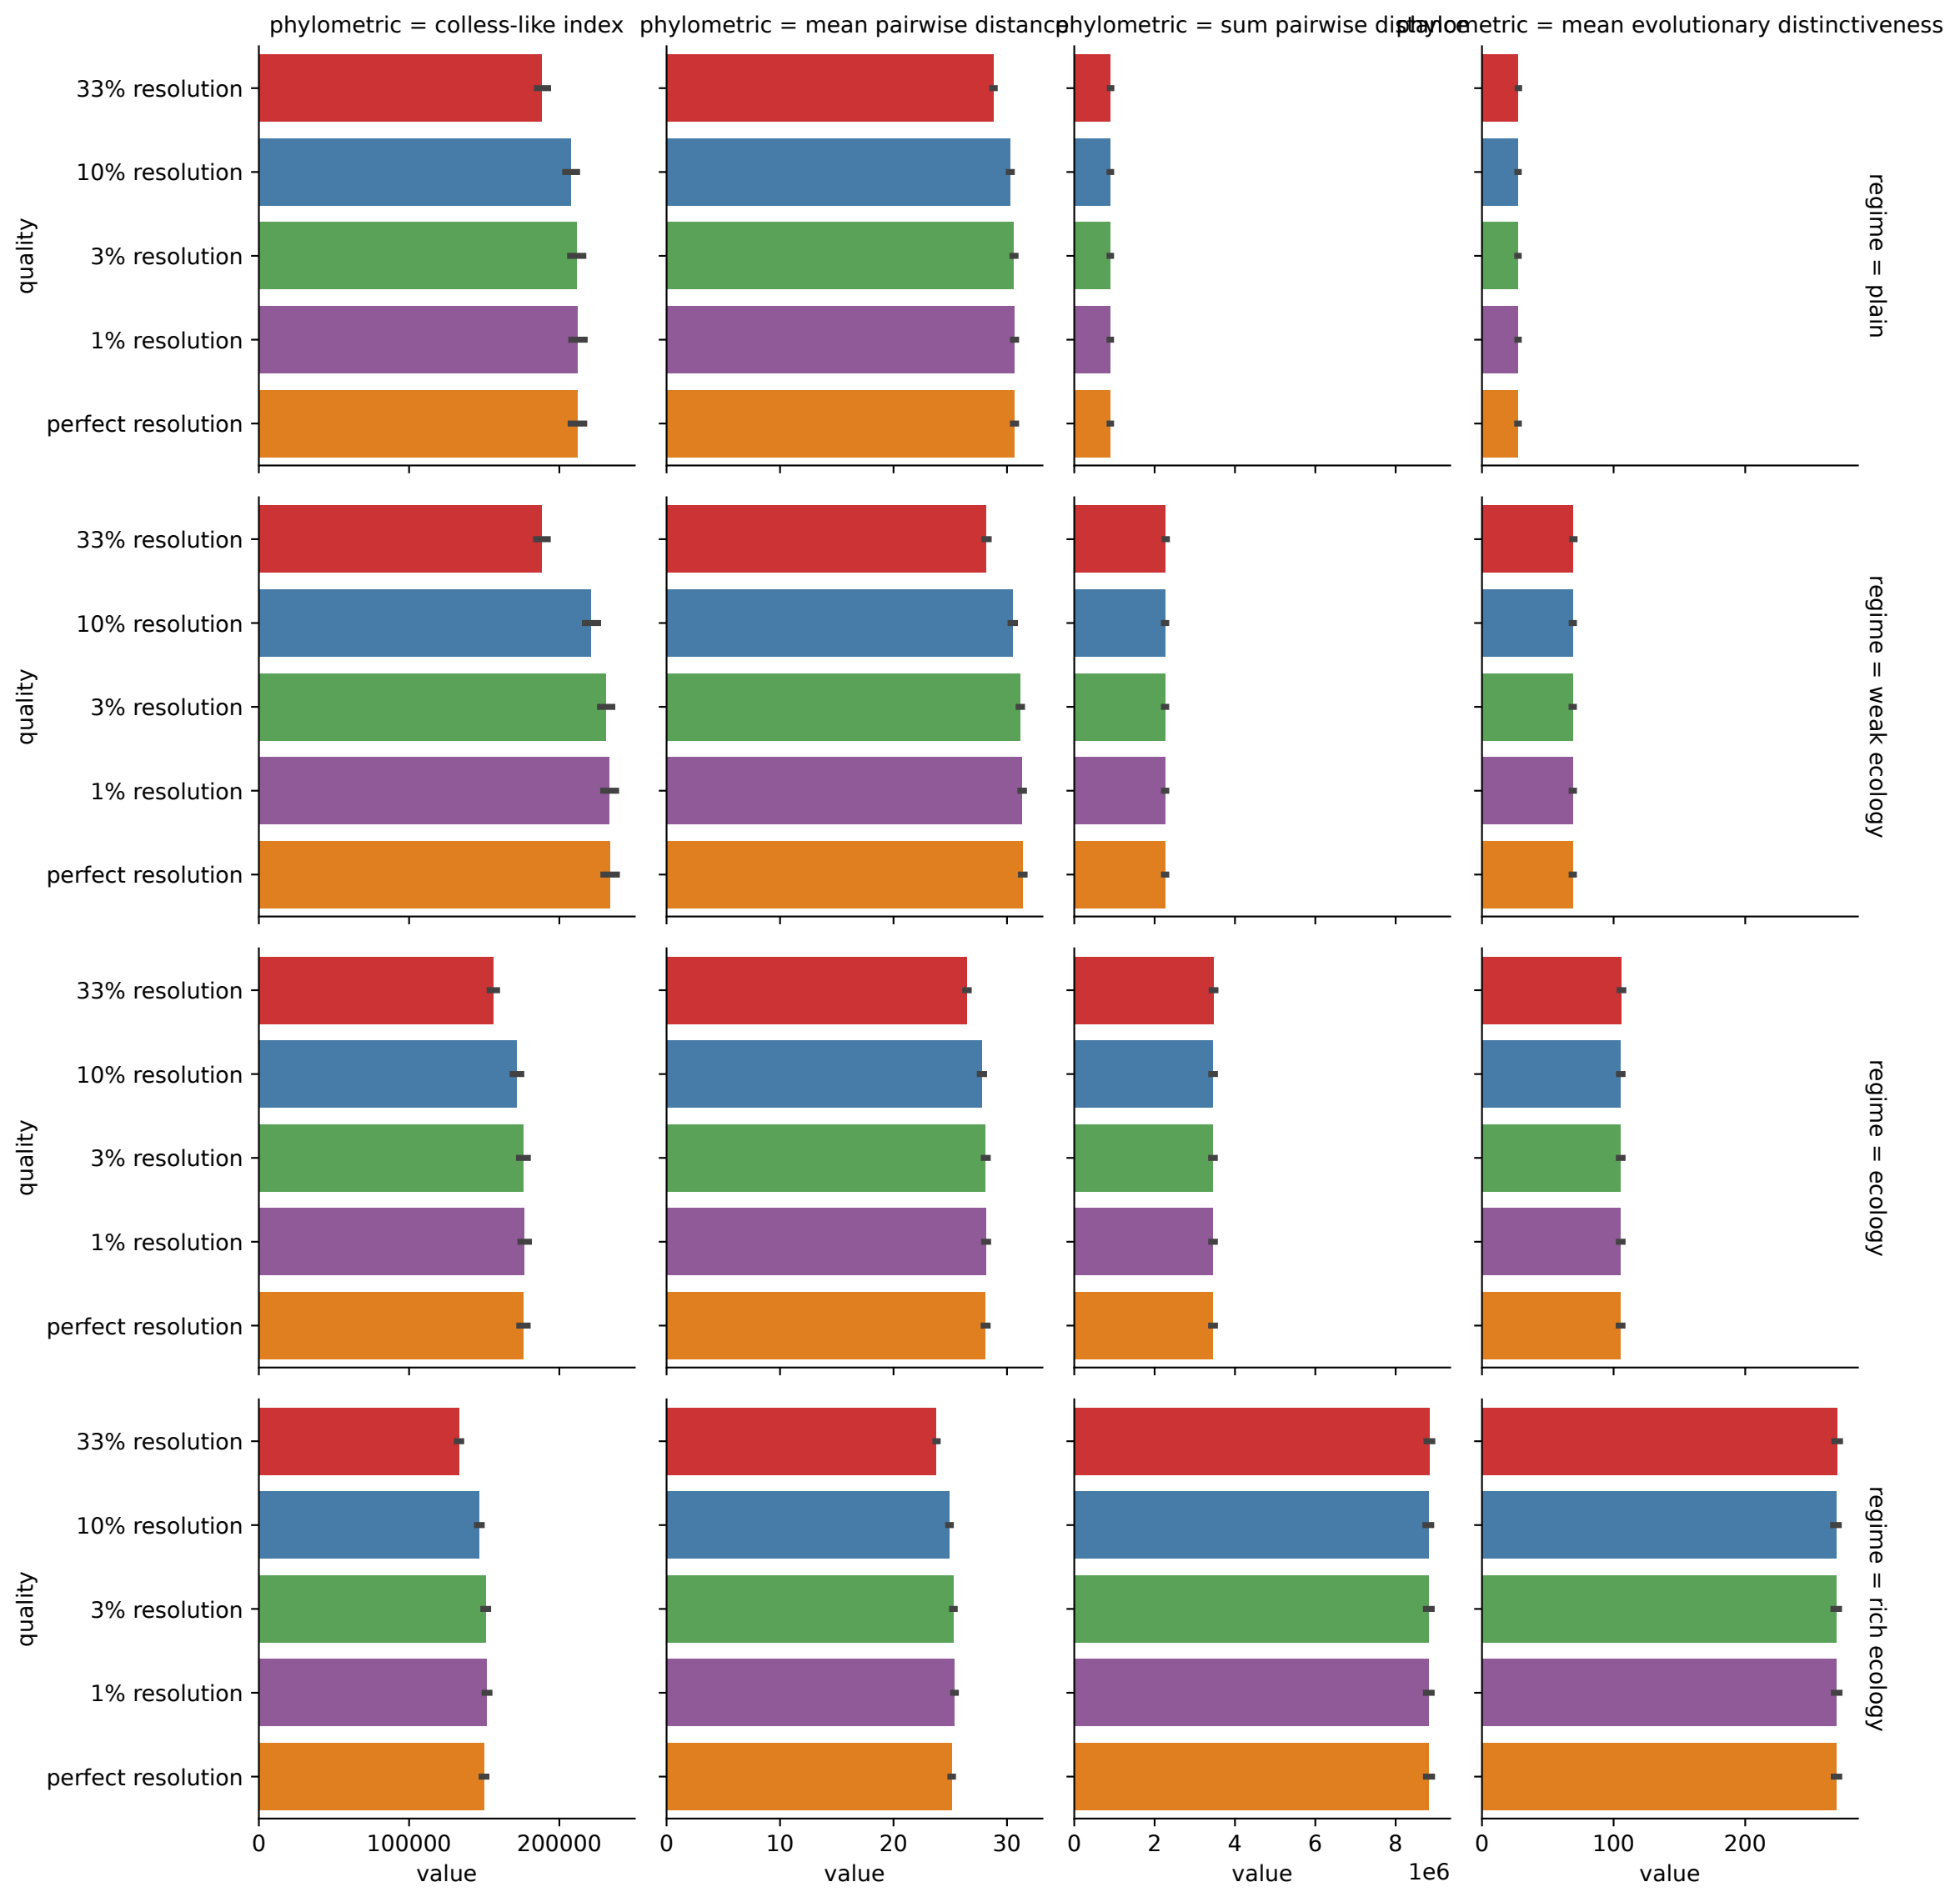 phylometric = colless-like index
phylometric = mean pairwise distance
phylometric = sum pairwise distance
phylometric = mean evolutionary distinctiveness
quality
33% resolution
10% resolution
3% resolution
1% resolution
perfect resolution
regime = plain
quality
33% resolution
10% resolution
3% resolution
1% resolution
perfect resolution
regime = weak ecology
quality
33% resolution
10% resolution
3% resolution
1% resolution
perfect resolution
regime = ecology
quality
33% resolution
10% resolution
3% resolution
1% resolution
perfect resolution
regime = rich ecology
0 100000 200000
0 10 20 30
0 2 4 6 8
0 100 200
1e6
value
value
value
value